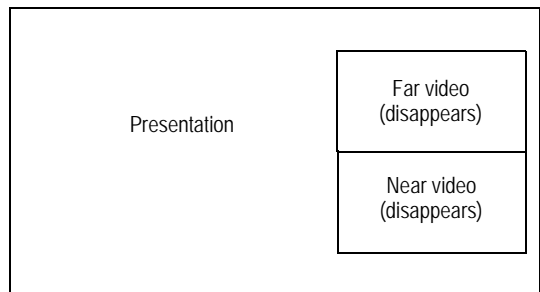 Presentation
Far video
(disappears)
Near video
(disappears)